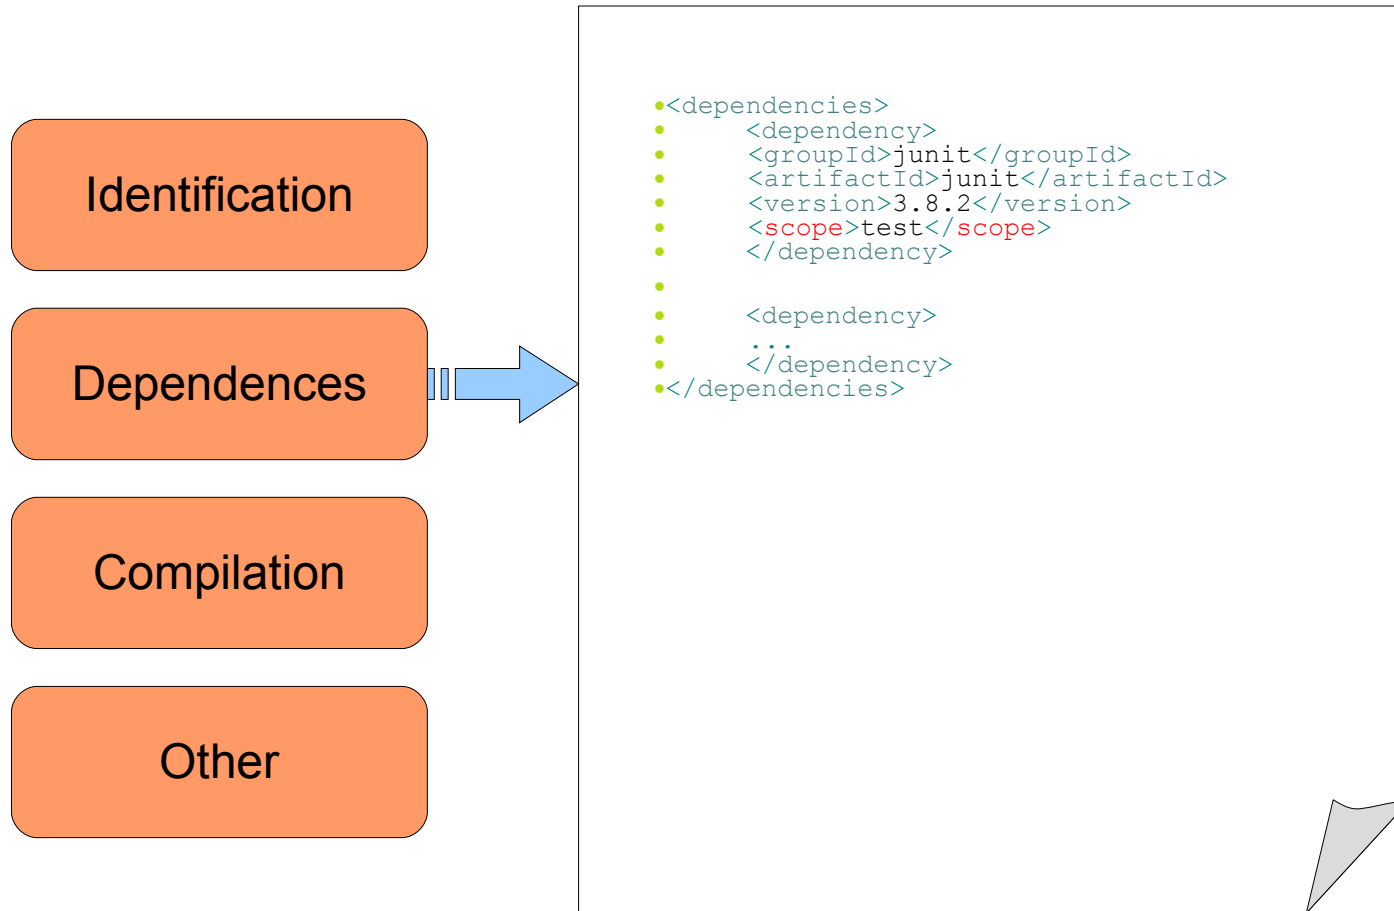 Identification
Dependences
Compilation
Other
•<dependencies>
• <dependency>
• <groupId>junit</groupId>
• <artifactId>junit</artifactId>
• <version>3.8.2</version>
• <scope>test</scope>
• </dependency>
•
• <dependency>
• ...
• </dependency>
•</dependencies>